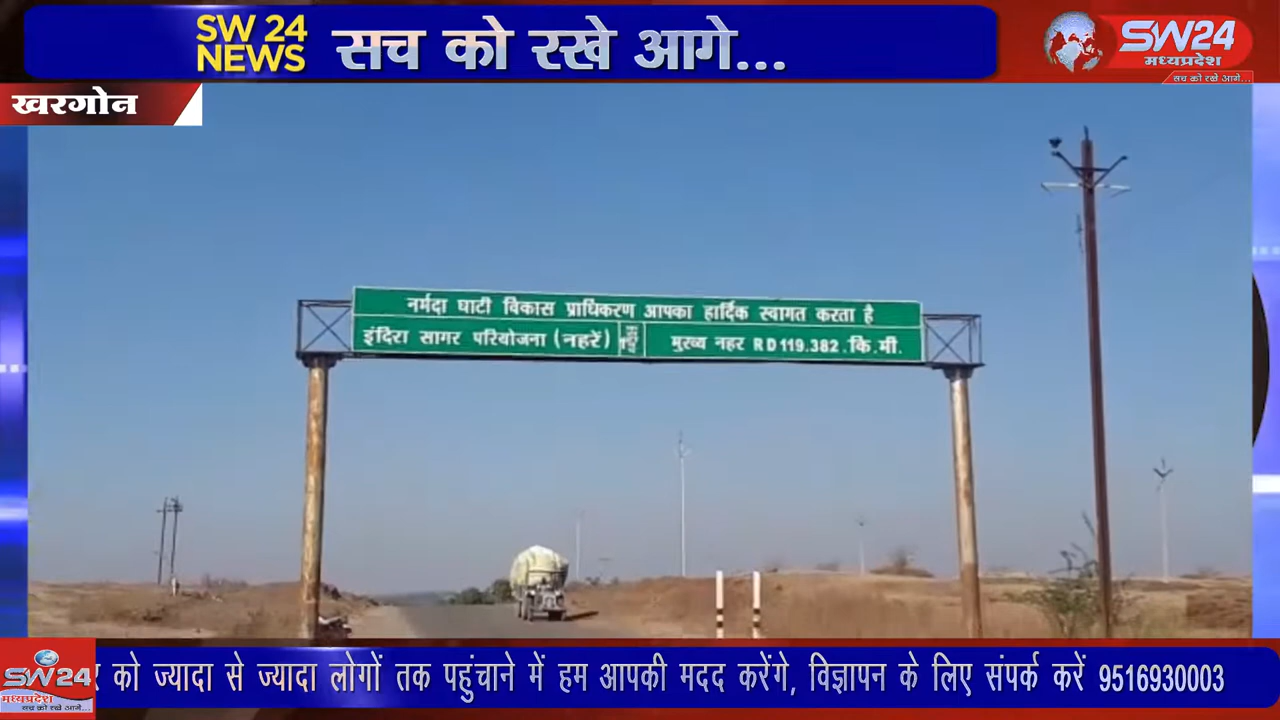 SW 24
NEWS
सच को रखे आगे...
SW24
मध्यप्रदेश
सच को रखे आगे...
खरगोन
नर्मदा घाटी विकास प्राधिकरण आपका हार्दिक स्वागत करता है
इंदिरा सागर परियोजना (नहरें)
मुख्य नहर RD 119.382 .कि.मी.
र को ज्यादा से ज्यादा लोगों तक पहुंचाने में हम आपकी मदद करेंगे, विज्ञापन के लिए संपर्क करें 9516930003
SW24
मध्यप्रदेश
सच को रखे आगे...